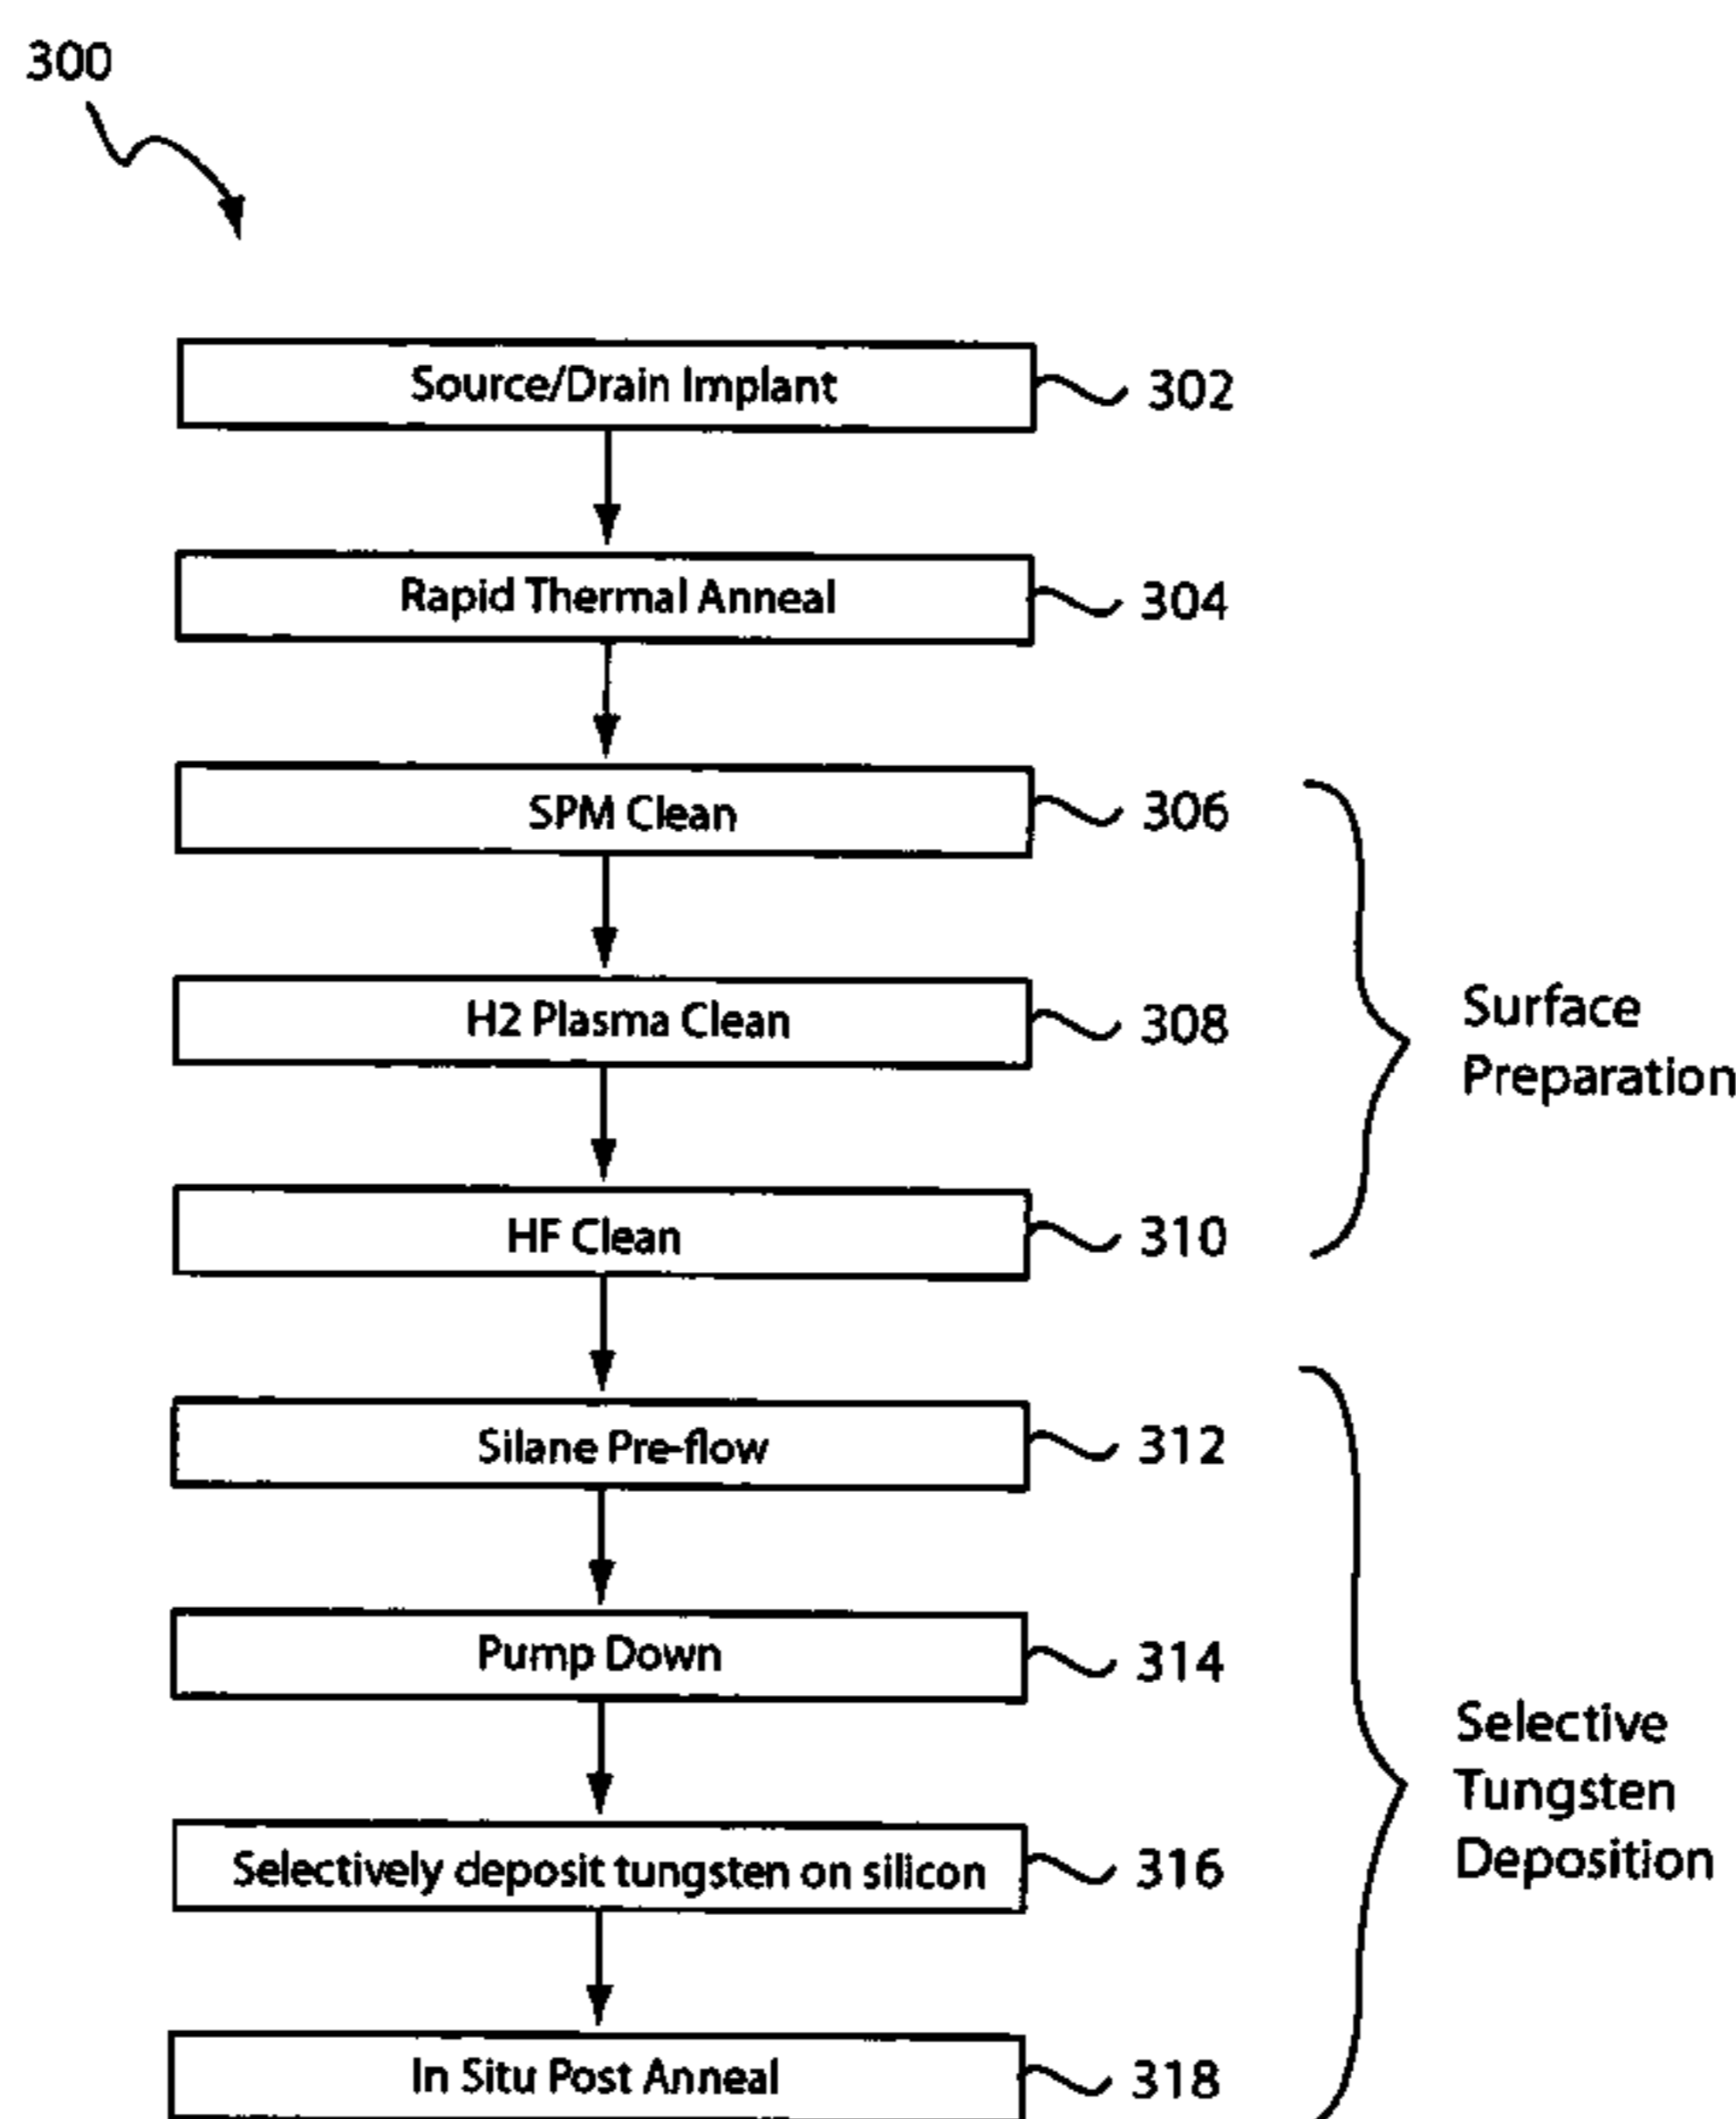 300
Source/Drain Implant 302
Rapid Thermal Anneal 304
SPM Clean 306
H2 Plasma Clean 308
HF Clean 310
Surface
Preparation
Silane Pre-flow 312
Pump Down 314
Selectively deposit tungsten on silicon 316
In Situ Post Anneal 318
Selective
Tungsten
Deposition